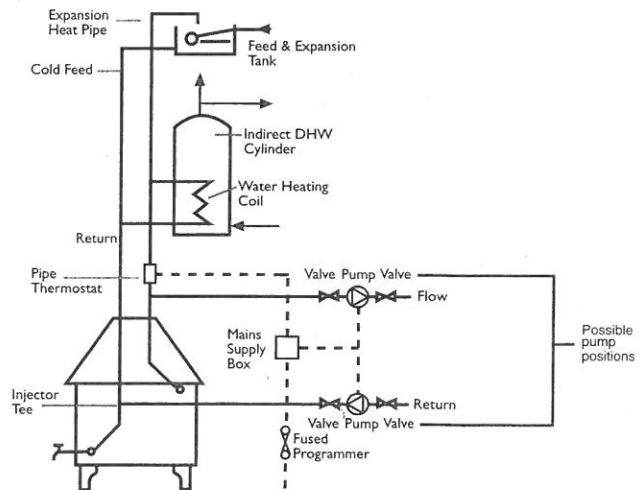 Expansion
Heat Pipe
Feed & Expansion
Tank
Cold Feed
Indirect DHW
Cylinder
Water Heating
Coil
Return
Pipe
Thermostat
Valve Pump Valve
Flow
Mains
Supply
Box
Possible
pump
positions
Injector
Tee
Return
Valve Pump Valve
Fused
Programmer